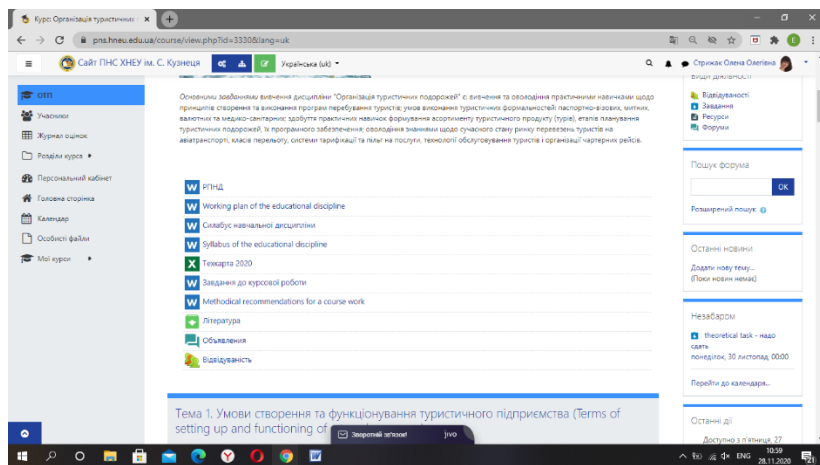 Курс: Організація туристичних
pns.hneu.edu.ua/course/view.php?id=3330&lang=uk
Сайт ПНС ХНЕУ ім. С. Кузнеця
Українська (uk)
Стрижак Олена Олегівна
ОТП
Учасники
Журнал оцінок
Розділи курсу
Персональний кабінет
Головна сторінка
Календар
Особисті файли
Мої курси
Основними завданнями вивчення дисципліни "Організація туристичних подорожей" є: вивчення та оволодіння практичними навичками щодо
принципів створення та виконання програм перебування туристів; умов виконання туристичних формальностей: паспортно-візових, митних,
валютних та медико-санітарних; здобуття практичних навичок формування асортименту туристичного продукту (турів), етапів планування
туристичних подорожей, їх програмного забезпечення; оволодіння знаннями щодо сучасного стану ринку перевезень туристів на
авіатранспорті, класів перельоту, системи тарифікації та пільг на послуги, технології обслуговування туристів і організації чартерних рейсів.
РПНД
Working plan of the educational discipline
Силабус навчальної дисципліни
Syllabus of the educational discipline
Техкарта 2020
Завдання до курсової роботи
Methodical recommendations for a course work
Література
Объявления
Відвідуваність
Тема 1. Умови створення та функціонування туристичного підприємства (Terms of
setting up and functioning of
Зворотній зв'язок!
jivo
Види діяльності
Відвідуваності
Завдання
Ресурси
Форуми
Пошук форума
OK
Розширений пошук
Останні новини
Додати нову тему...
(Поки новин немає)
Незабаром
theoretical task - надо
сдать
понеділок, 30 листопад, 00:00
Перейти до календаря...
Останні дії
Доступно з п'ятниця, 27
ENG
10:59
28.11.2020